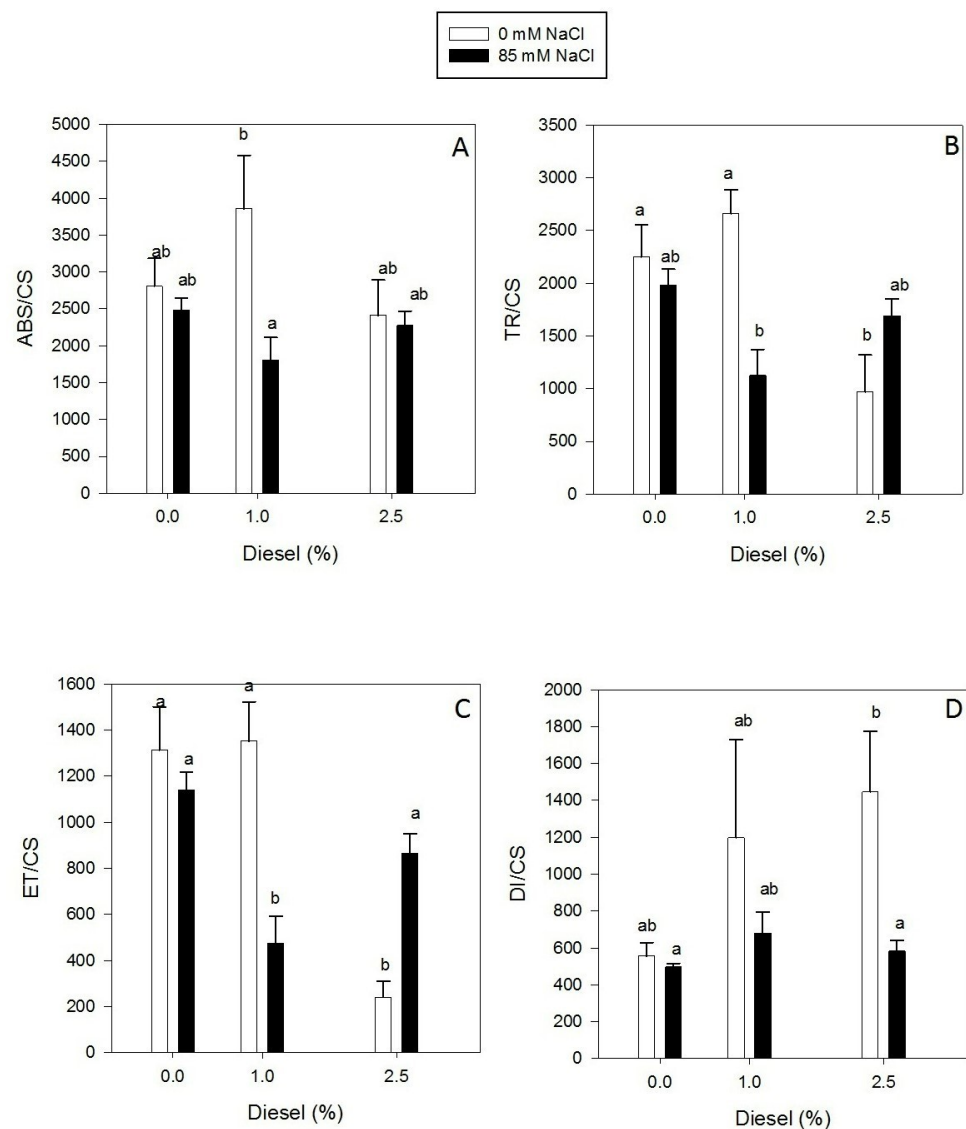 0 mM NaCl
85 mM NaCl
A
ABS/CS
5000
4500
4000
3500
3000
2500
2000
1500
1000
500
0
ab
ab
b
a
ab
ab
0.0
1.0
2.5
Diesel (%)
B
TR/CS
3500
3000
2500
2000
1500
1000
500
0
a
ab
a
b
b
ab
0.0
1.0
2.5
Diesel (%)
C
ET/CS
1600
1400
1200
1000
800
600
400
200
0
a
a
a
b
b
a
0.0
1.0
2.5
Diesel (%)
D
DI/CS
2000
1800
1600
1400
1200
1000
800
600
400
200
0
ab
a
ab
ab
b
a
0.0
1.0
2.5
Diesel (%)